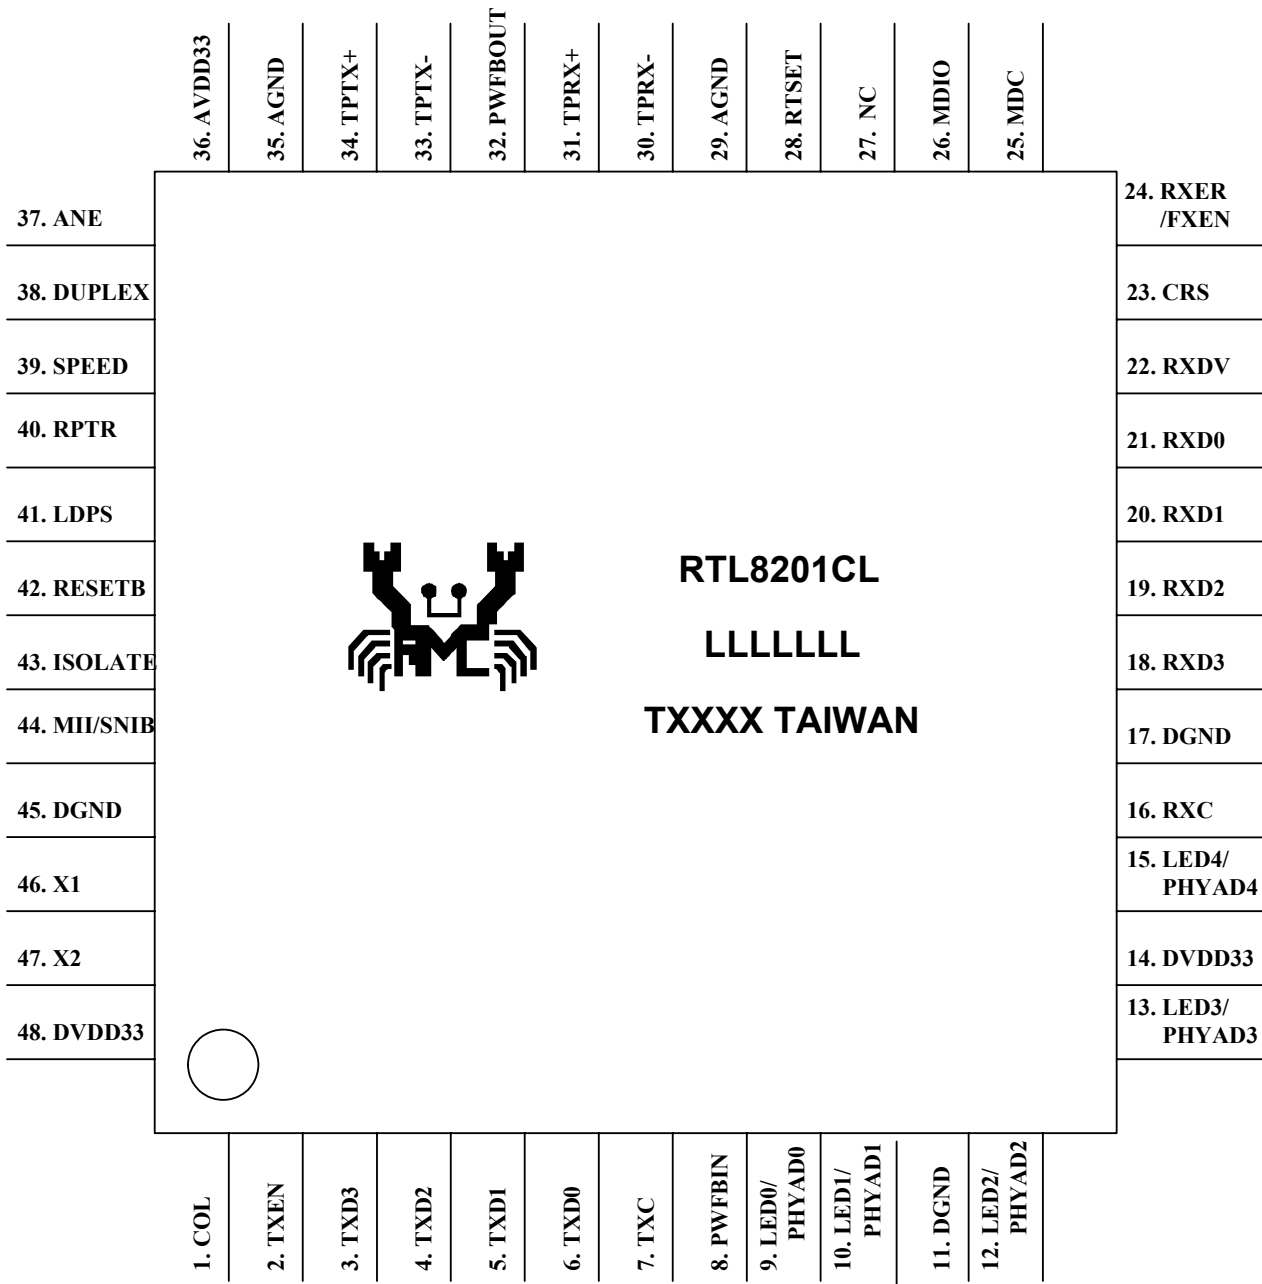 36. AVDD33
35. AGND
34. TPTX+
33. TPTX-
32. PWFBOUT
31. TPRX+
30. TPRX-
29. AGND
28. RTSET
27. NC
26. MDIO
25. MDC
37. ANE
38. DUPLEX
39. SPEED
40. RPTR
41. LDPS
42. RESETB
43. ISOLATE
44. MII/SNIB
45. DGND
46. X1
47. X2
48. DVDD33
RTL8201CL
LLLLLLL
TXXXX TAIWAN
24. RXER
/FXEN
23. CRS
22. RXDV
21. RXD0
20. RXD1
19. RXD2
18. RXD3
17. DGND
16. RXC
15. LED4/
PHYAD4
14. DVDD33
13. LED3/
PHYAD3
1. COL
2. TXEN
3. TXD3
4. TXD2
5. TXD1
6. TXD0
7. TXC
8. PWFBIN
9. LED0/
PHYAD0
10. LED1/
PHYAD1
11. DGND
12. LED2/
PHYAD2